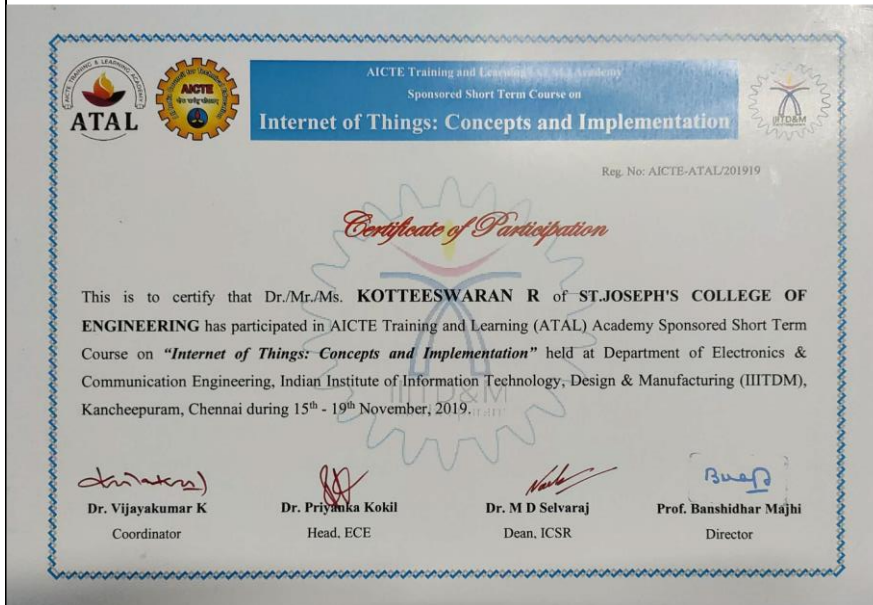 AICTE Training and Learning (ATAL) Academy
Sponsored Short Term Course on
Internet of Things: Concepts and Implementation
AICTE TRAINING & LEARNING ACADEMY
ATAL
AICTE
IIITD&M
Reg. No: AICTE-ATAL/201919
Certificate of Participation
This is to certify that Dr./Mr./Ms. KOTTEESWARAN R of ST.JOSEPH'S COLLEGE OF
ENGINEERING has participated in AICTE Training and Learning (ATAL) Academy Sponsored Short Term
Course on "Internet of Things: Concepts and Implementation" held at Department of Electronics &
Communication Engineering, Indian Institute of Information Technology, Design & Manufacturing (IIITDM),
Kancheepuram, Chennai during 15th - 19th November, 2019.
IIITD&M
Dr. Vijayakumar K
Dr. Priyanka Kokil
Dr. M D Selvaraj
Prof. Banshidhar Majhi
Coordinator
Head, ECE
Dean, ICSR
Director